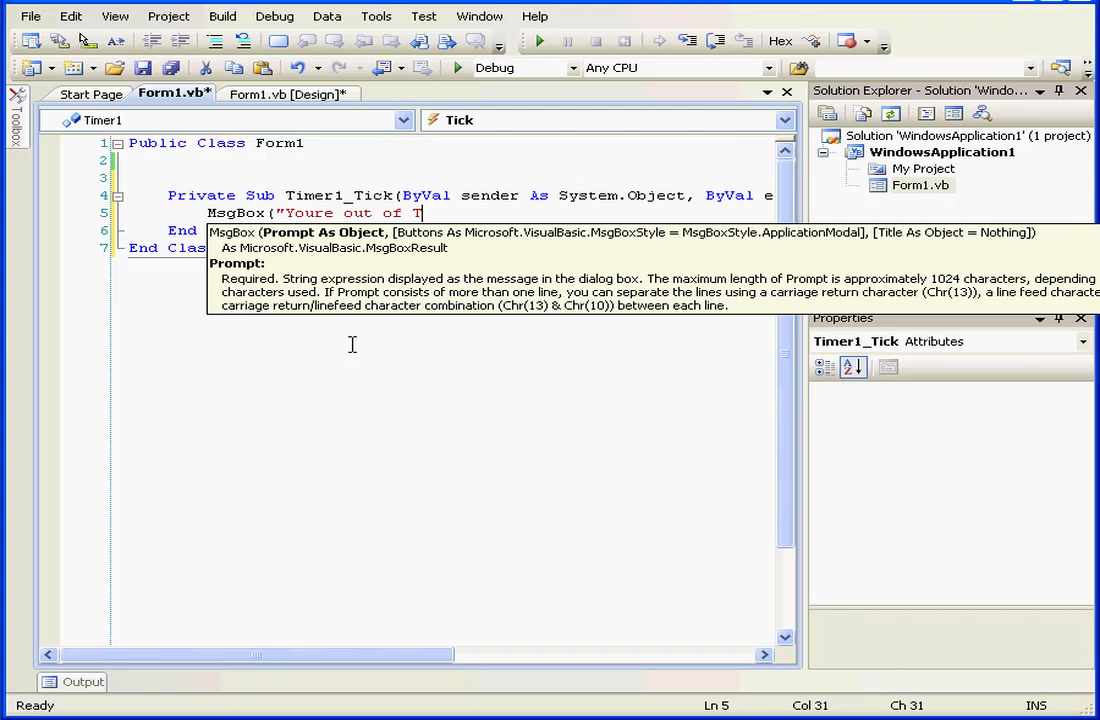 File Edit View Project Build Debug Data Tools Test Window Help
Hex
Debug Any CPU
Start Page Form1.vb* Form1.vb [Design]*
Toolbox
Timer1 Tick
1 Public Class Form1
2
3
4 Private Sub Timer1_Tick(ByVal sender As System.Object, ByVal e
5 MsgBox("Youre out of T
6 End
7 End Clas
MsgBox (Prompt As Object, [Buttons As Microsoft.VisualBasic.MsgBoxStyle = MsgBoxStyle.ApplicationModal], [Title As Object = Nothing])
As Microsoft.VisualBasic.MsgBoxResult
Prompt:
Required. String expression displayed as the message in the dialog box. The maximum length of Prompt is approximately 1024 characters, depending
characters used. If Prompt consists of more than one line, you can separate the lines using a carriage return character (Chr(13)), a line feed characte
carriage return/linefeed character combination (Chr(13) & Chr(10)) between each line.
Solution Explorer - Solution 'Windo...
Solution 'WindowsApplication1' (1 project)
WindowsApplication1
My Project
Form1.vb
Properties
Timer1_Tick Attributes
Output
Ready Ln 5 Col 31 Ch 31 INS